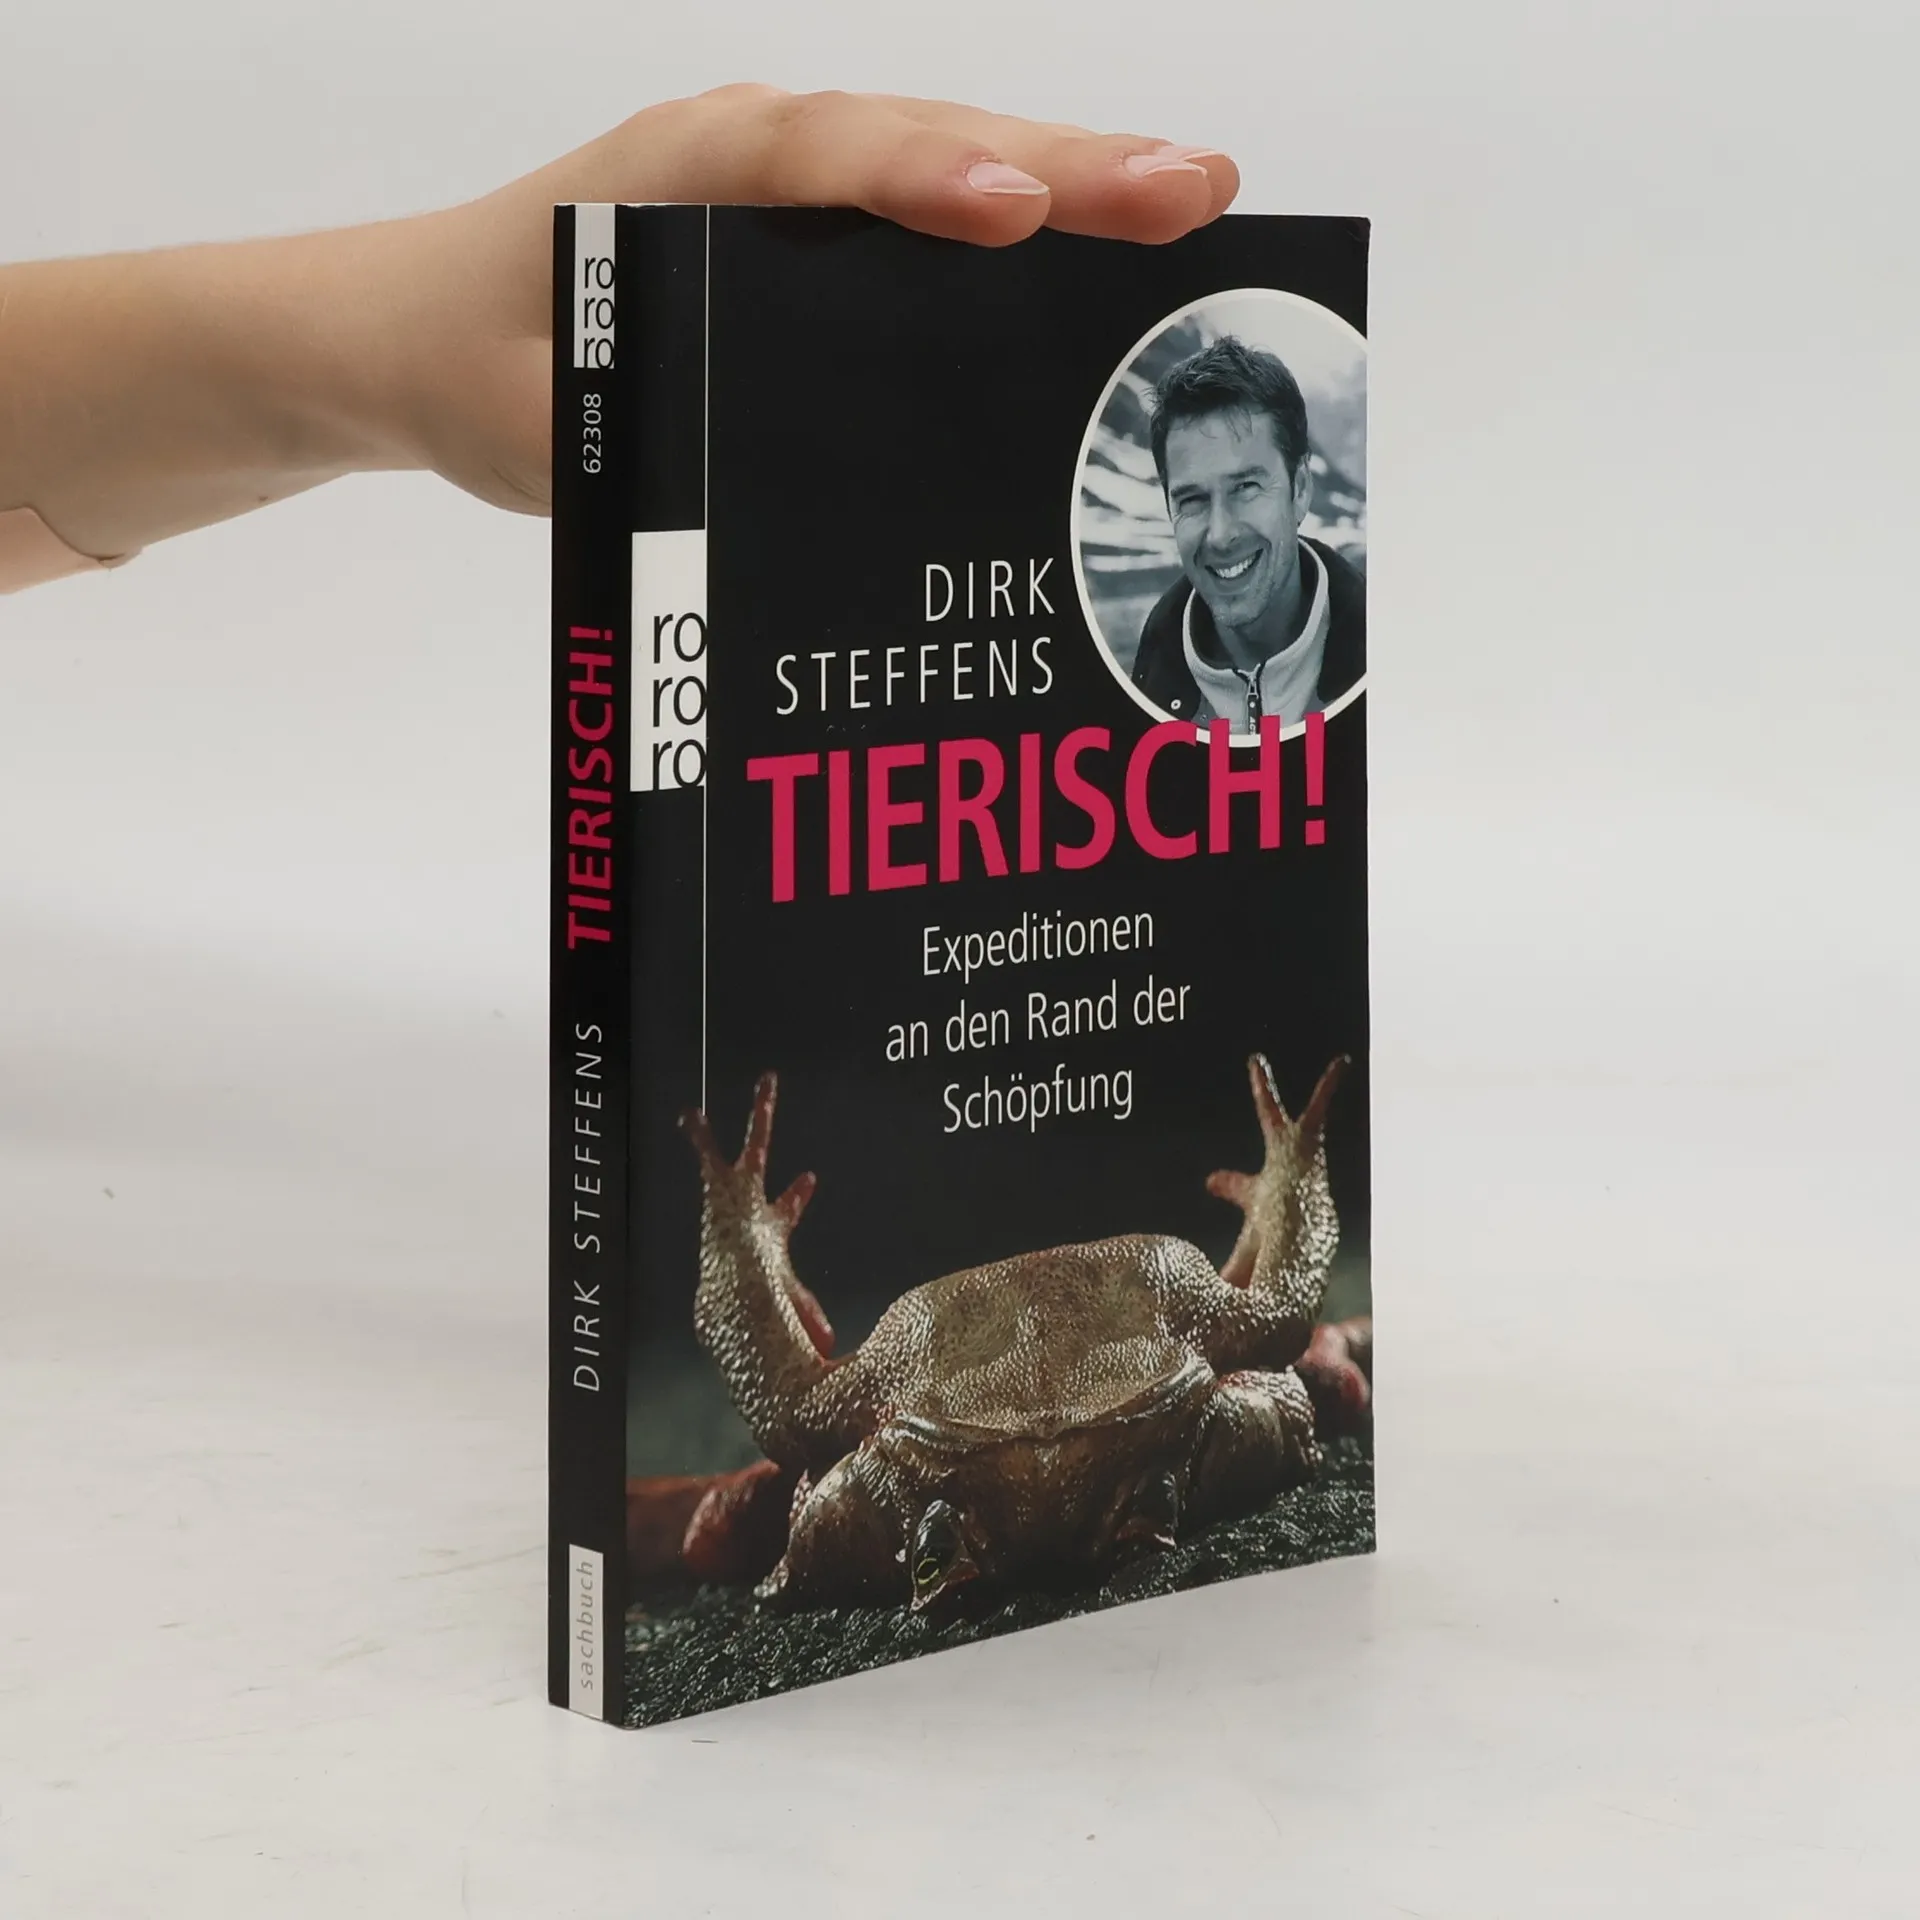 ro
ro
ro
62308
TIERISCH!
DIRK STEFFENS
sachbuch
ro
ro
ro
DIRK
STEFFENS
TIERISCH!
Expeditionen
an den Rand der
Schöpfung